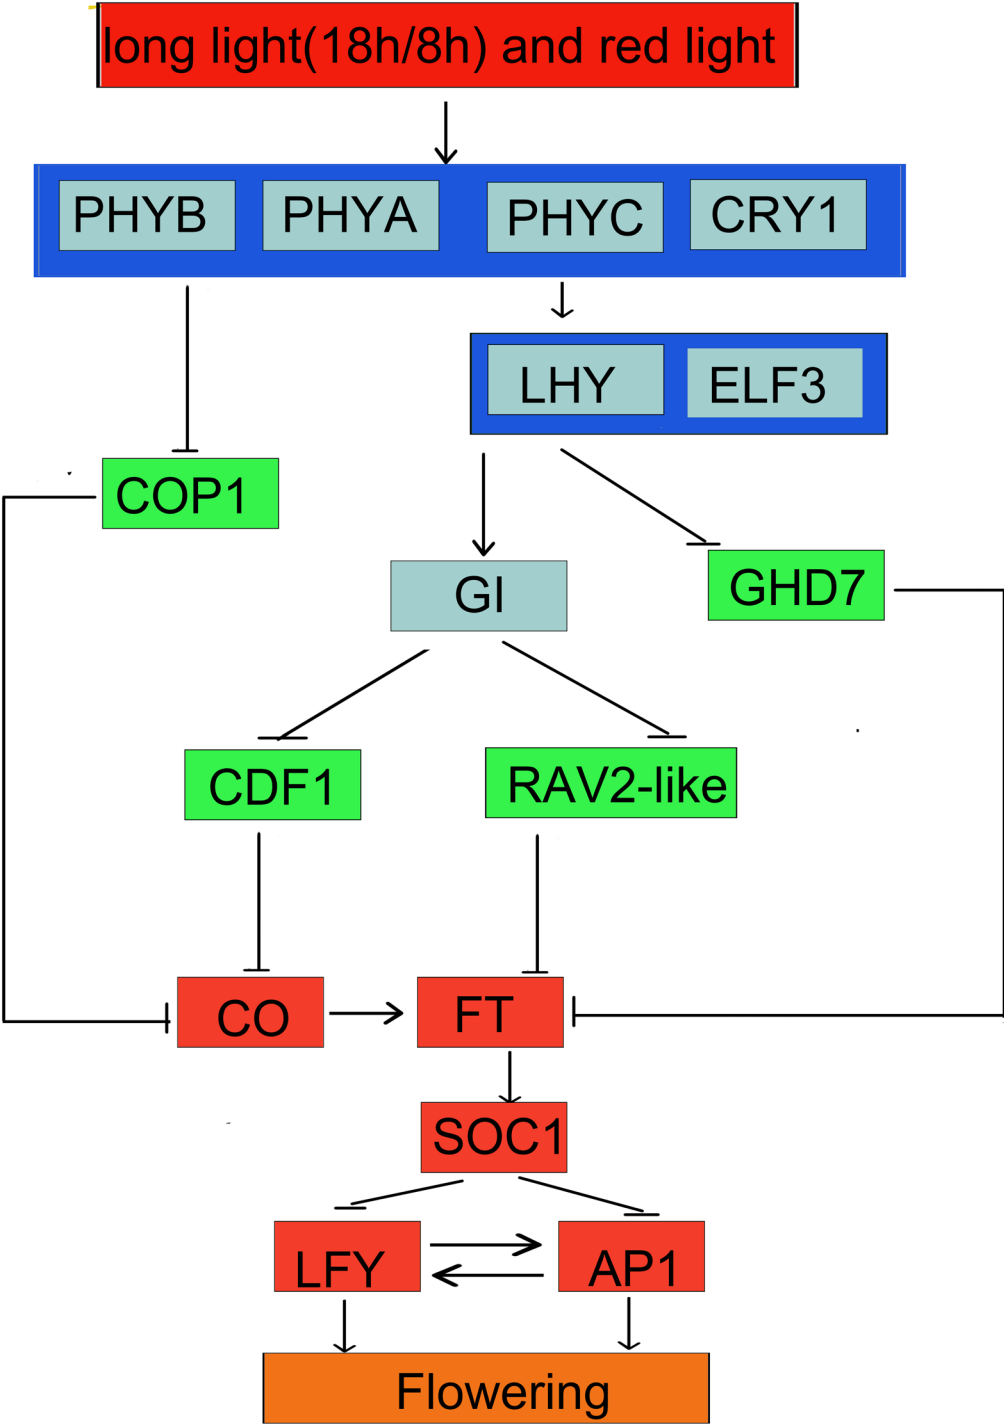 long light(18h/8h) and red light
PHYB PHYA PHYC CRY1
LHY ELF3
COP1
GI
GHD7
CDF1
RAV2-like
CO
FT
SOC1
LFY
AP1
Flowering